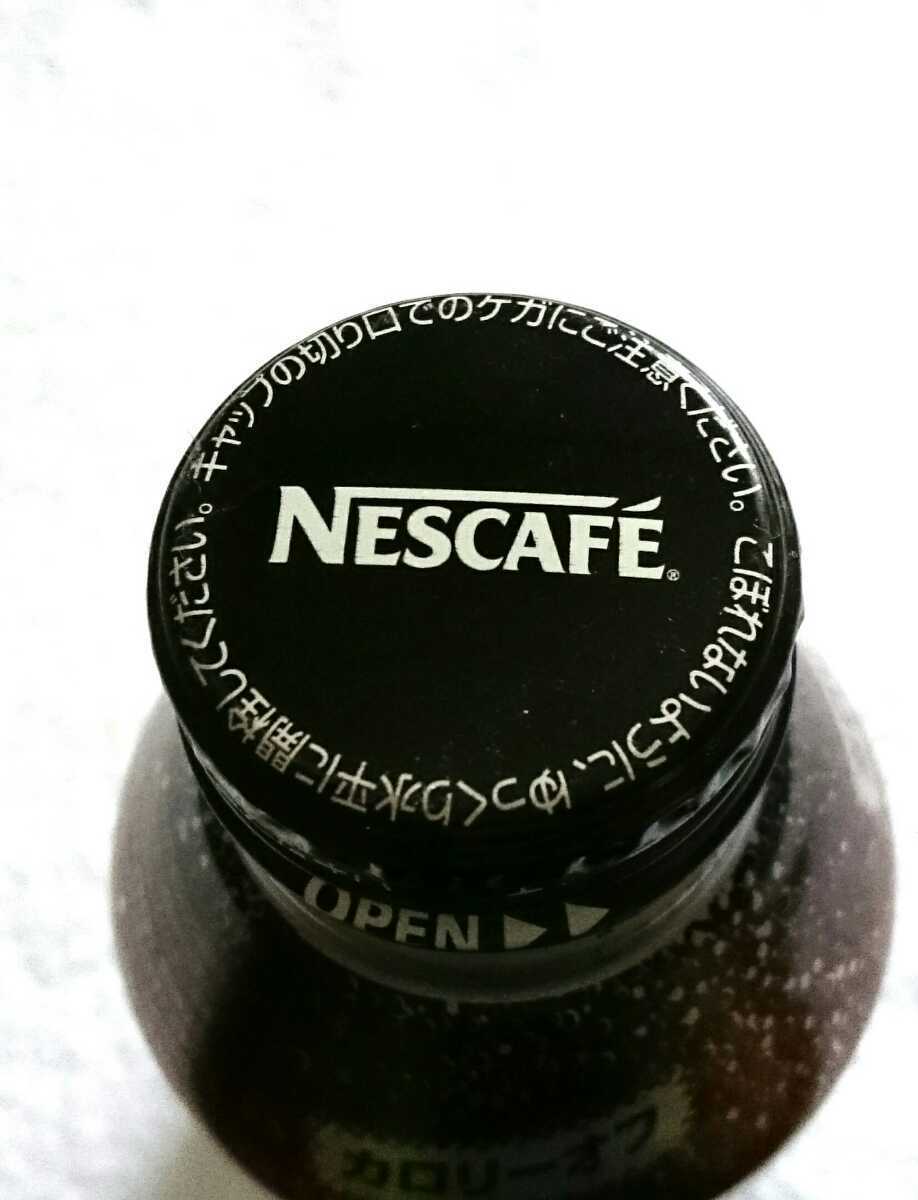 キャップの切り口でのケガにご注意ください。こぼれないように、ゆっくり水平に開栓してください。
NESCAFÉ®
OPEN ▶▶
カロリーオフ